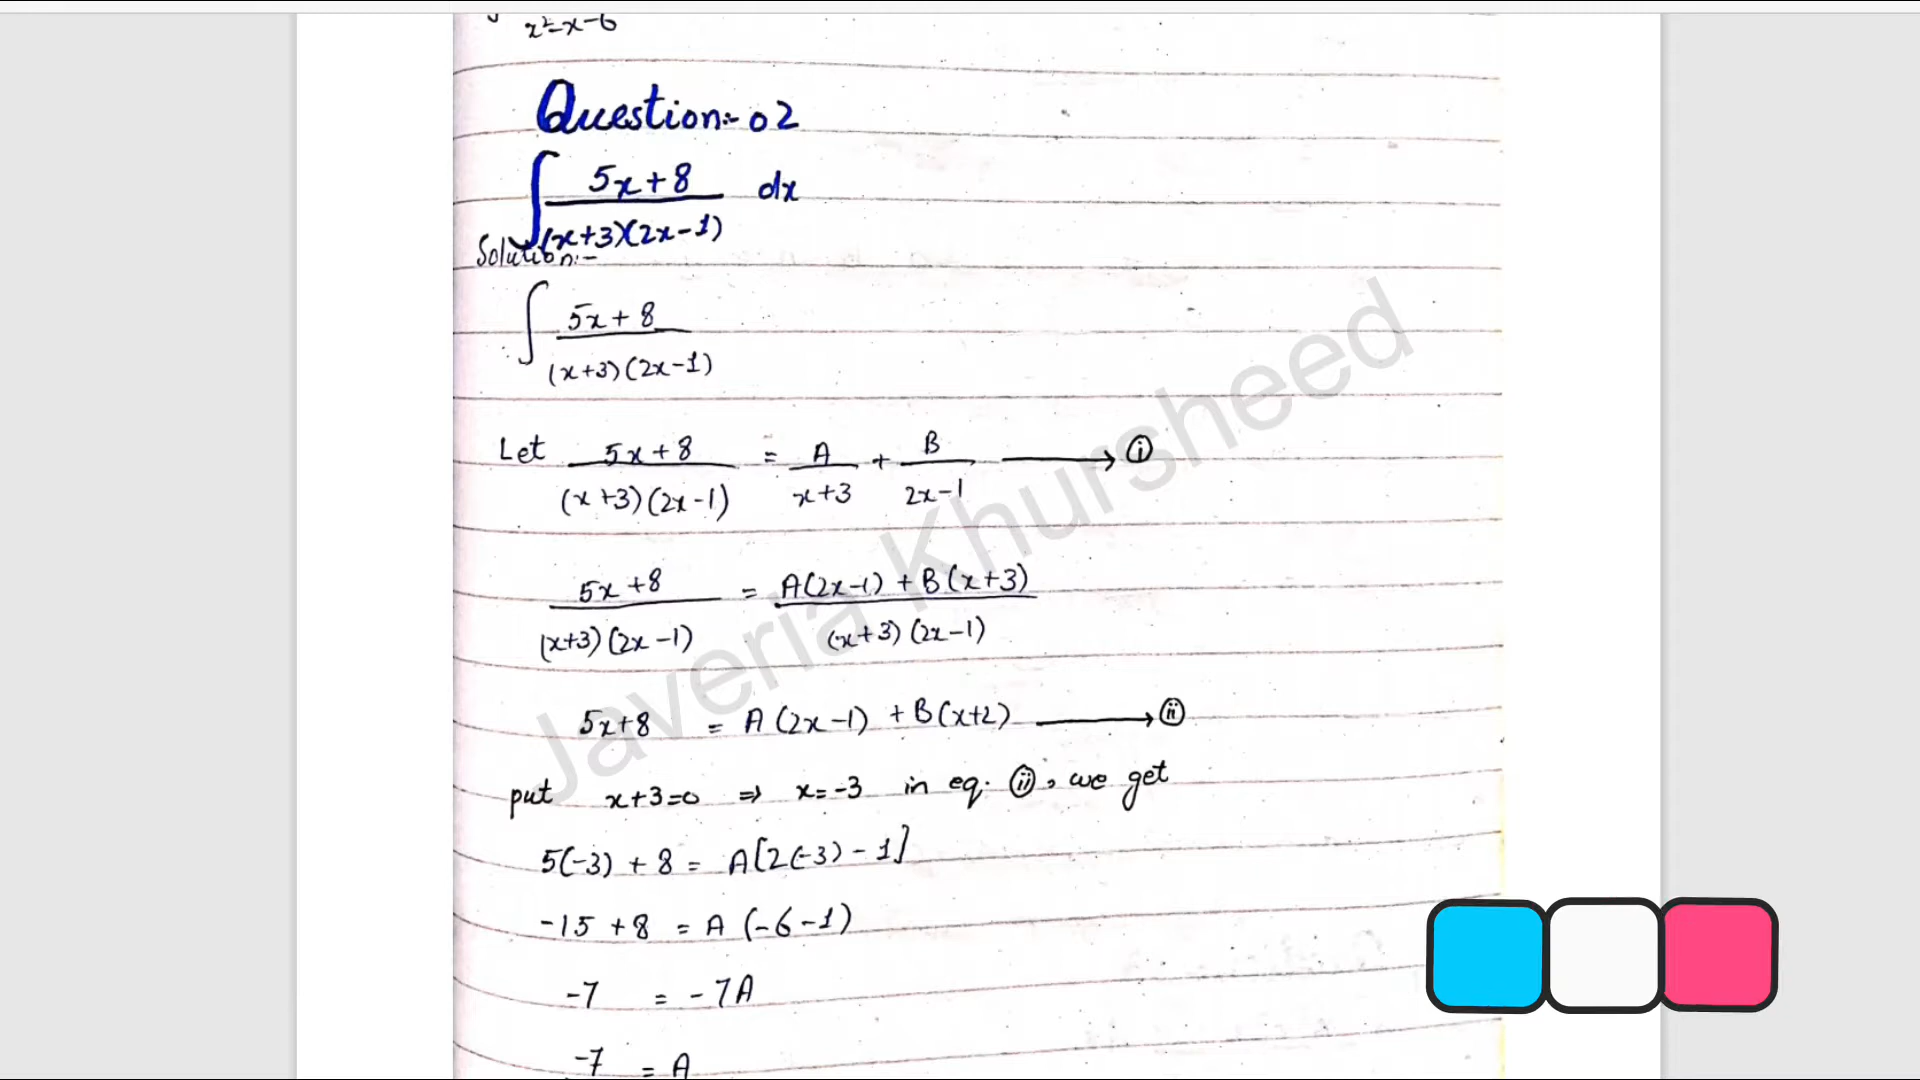 x²-x-6
Question:- 02
∫ 5x+8 / (x+3)(2x-1) dx
Solution:-
∫ 5x+8 / (x+3)(2x-1)
Let 5x+8 / (x+3)(2x-1) = A / x+3 + B / 2x-1 ⟶ (i)
5x+8 / (x+3)(2x-1) = A(2x-1) + B(x+3) / (x+3)(2x-1)
5x+8 = A(2x-1) + B(x+2) ⟶ (ii)
put x+3=0 ⇒ x=-3 in eq. (ii), we get
5(-3) + 8 = A[2(-3) - 1]
-15 + 8 = A (-6-1)
-7 = -7A
-7 = A
Javeria Khursheed